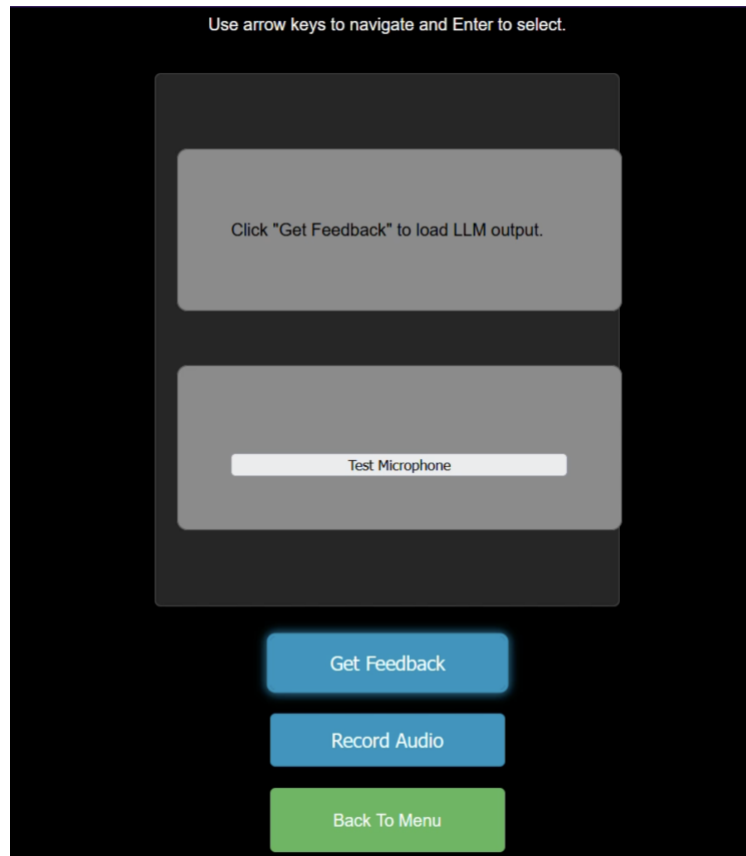 Use arrow keys to navigate and Enter to select.
Click "Get Feedback" to load LLM output.
Test Microphone
Get Feedback
Record Audio
Back To Menu